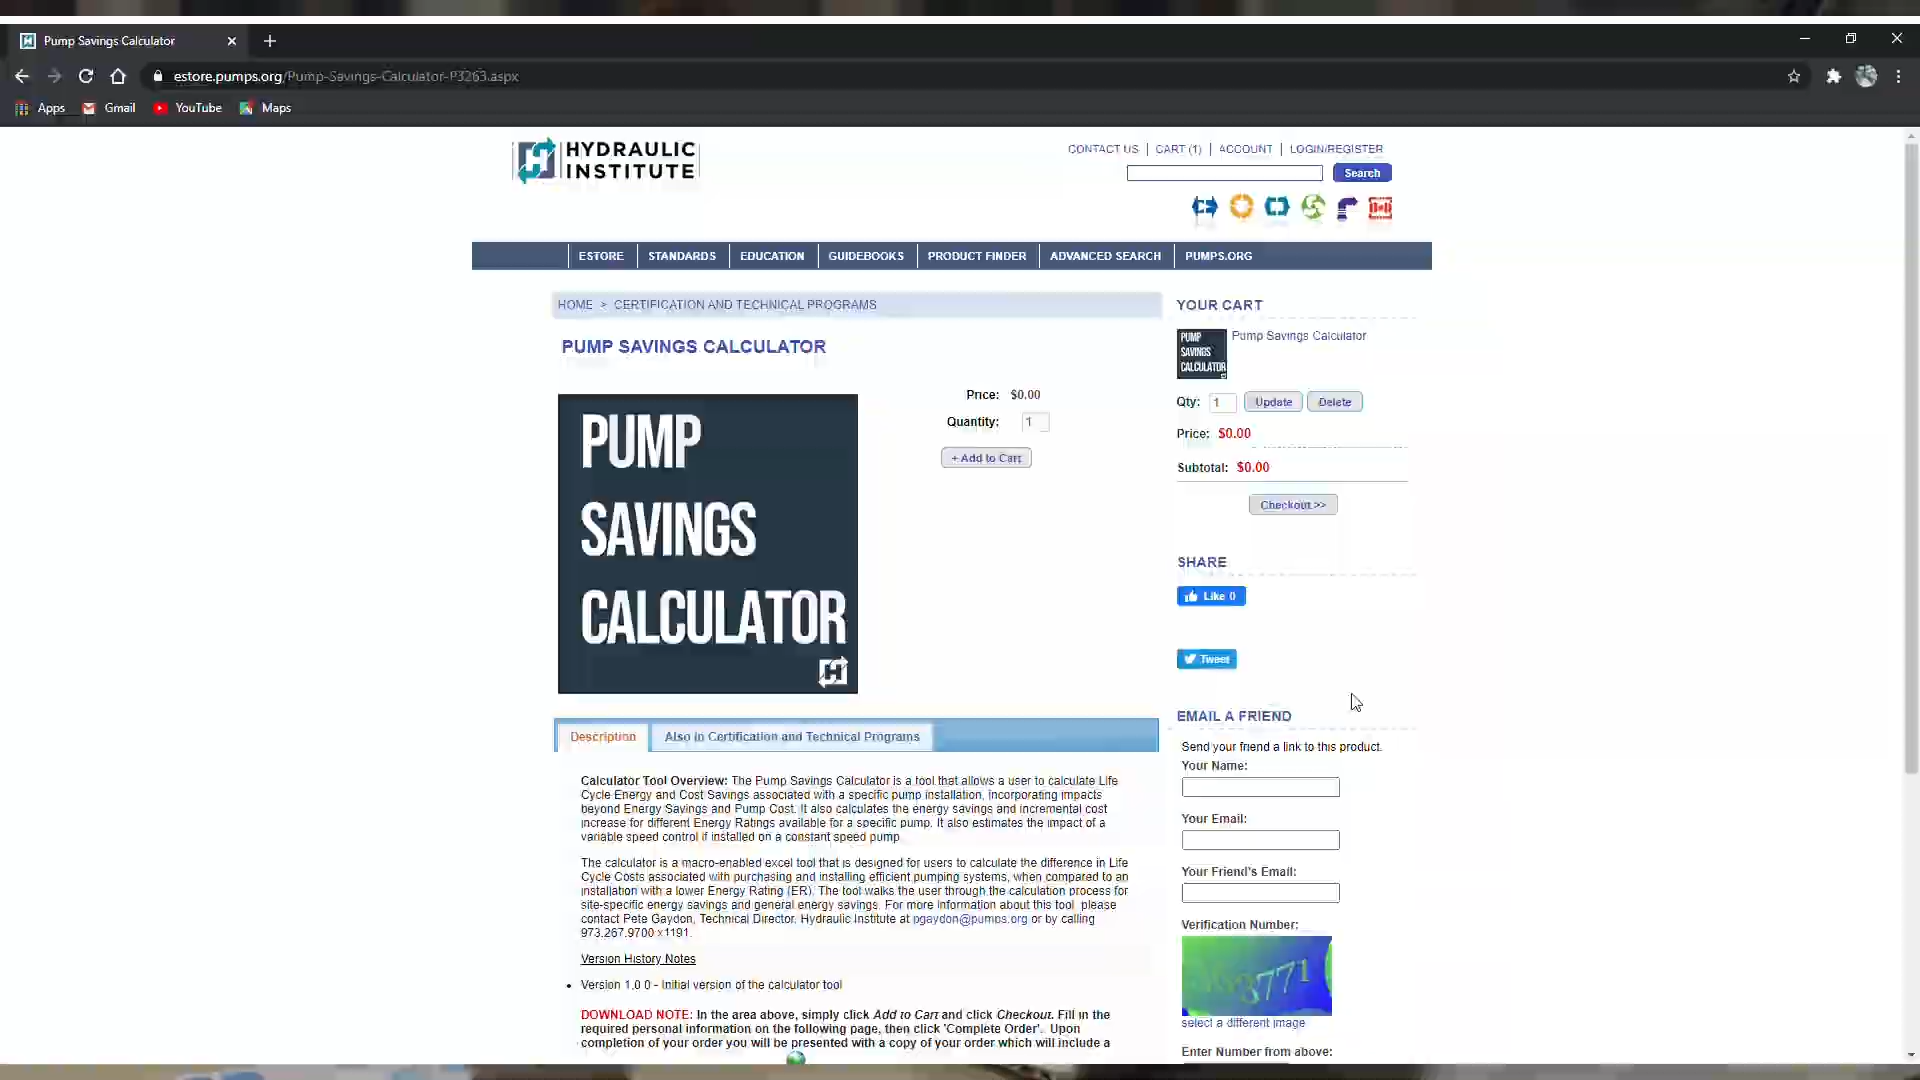 Pump Savings Calculator
estore.pumps.org/Pump-Savings-Calculator-P3263.aspx
Apps Gmail YouTube Maps
HYDRAULIC
INSTITUTE
CONTACT US | CART (1) | ACCOUNT | LOGIN/REGISTER
Search
ESTORE STANDARDS EDUCATION GUIDEBOOKS PRODUCT FINDER ADVANCED SEARCH PUMPS.ORG
HOME > CERTIFICATION AND TECHNICAL PROGRAMS
PUMP SAVINGS CALCULATOR
PUMP
SAVINGS
CALCULATOR
Price: $0.00
Quantity: 1
+ Add to Cart
Description
Also in Certification and Technical Programs
Calculator Tool Overview: The Pump Savings Calculator is a tool that allows a user to calculate Life
Cycle Energy and Cost Savings associated with a specific pump installation, incorporating impacts
beyond Energy Savings and Pump Cost. It also calculates the energy savings and incremental cost
increase for different Energy Ratings available for a specific pump. It also estimates the impact of a
variable speed control if installed on a constant speed pump.
The calculator is a macro-enabled excel tool that is designed for users to calculate the difference in Life
Cycle Costs associated with purchasing and installing efficient pumping systems, when compared to an
installation with a lower Energy Rating (ER). The tool walks the user through the calculation process for
site-specific energy savings and general energy savings. For more information about this tool please
contact Pete Gaydon, Technical Director, Hydraulic Institute at pgaydon@pumps.org or by calling
973.267.9700 x1191.
Version History Notes
• Version 1.0.0 - Initial version of the calculator tool
DOWNLOAD NOTE: In the area above, simply click Add to Cart and click Checkout. Fill in the
required personal information on the following page, then click 'Complete Order'. Upon
completion of your order you will be presented with a copy of your order which will include a
YOUR CART
PUMP
SAVINGS
CALCULATOR
Pump Savings Calculator
Qty: 1 Update Delete
Price: $0.00
Subtotal: $0.00
Checkout >>
SHARE
Like 0
Tweet
EMAIL A FRIEND
Send your friend a link to this product.
Your Name:
Your Email:
Your Friend's Email:
Verification Number:
select a different image
Enter Number from above: